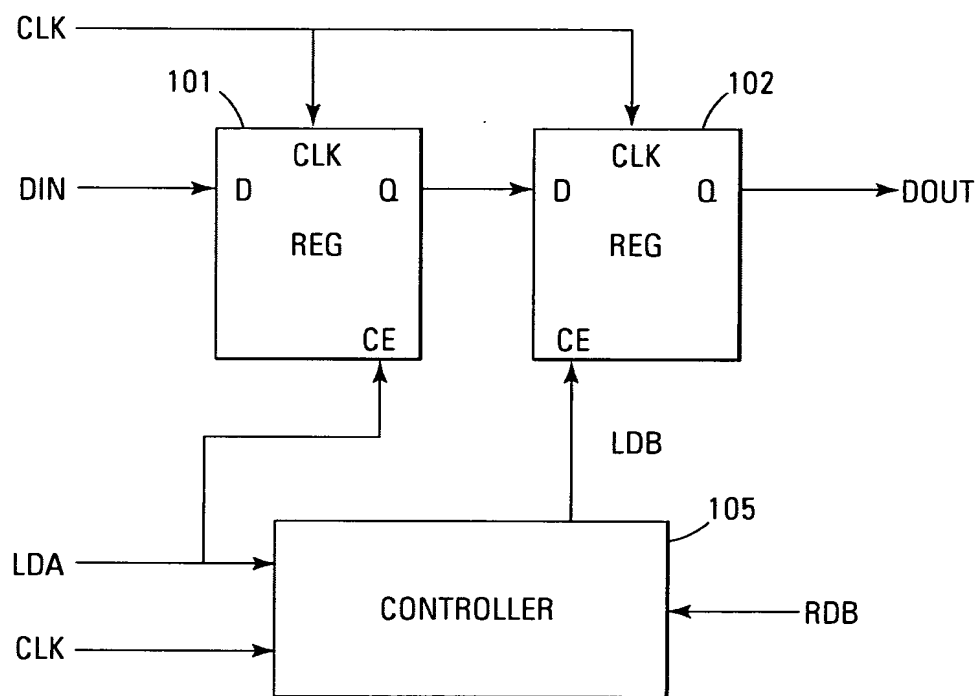 CLK
101
102
CLK
CLK
DIN
D
Q
D
Q
DOUT
REG
REG
CE
CE
LDB
105
LDA
CONTROLLER
RDB
CLK